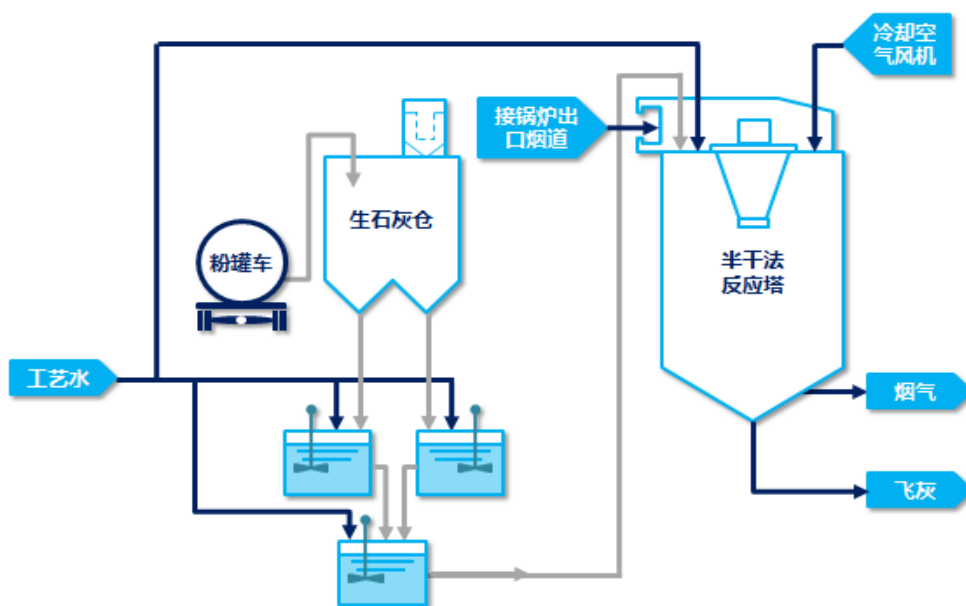 冷却空
气风机
接锅炉出
口烟道
生石灰仓
粉罐车
半干法
反应塔
工艺水
烟气
飞灰